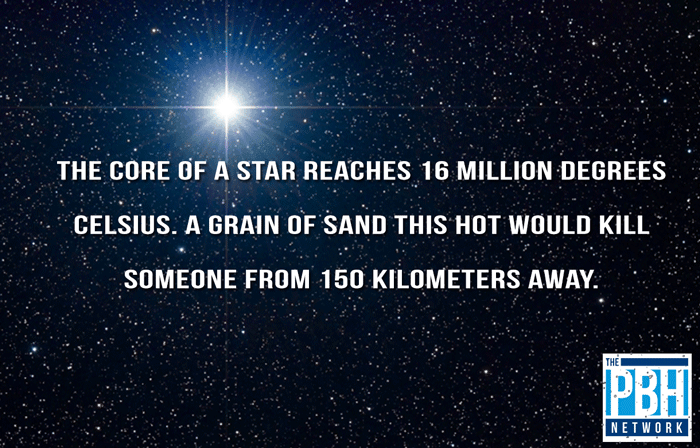 THE CORE OF A STAR REACHES 16 MILLION DEGREES
CELSIUS. A GRAIN OF SAND THIS HOT WOULD KILL
SOMEONE FROM 150 KILOMETERS AWAY.
THE
PBH
NETWORK